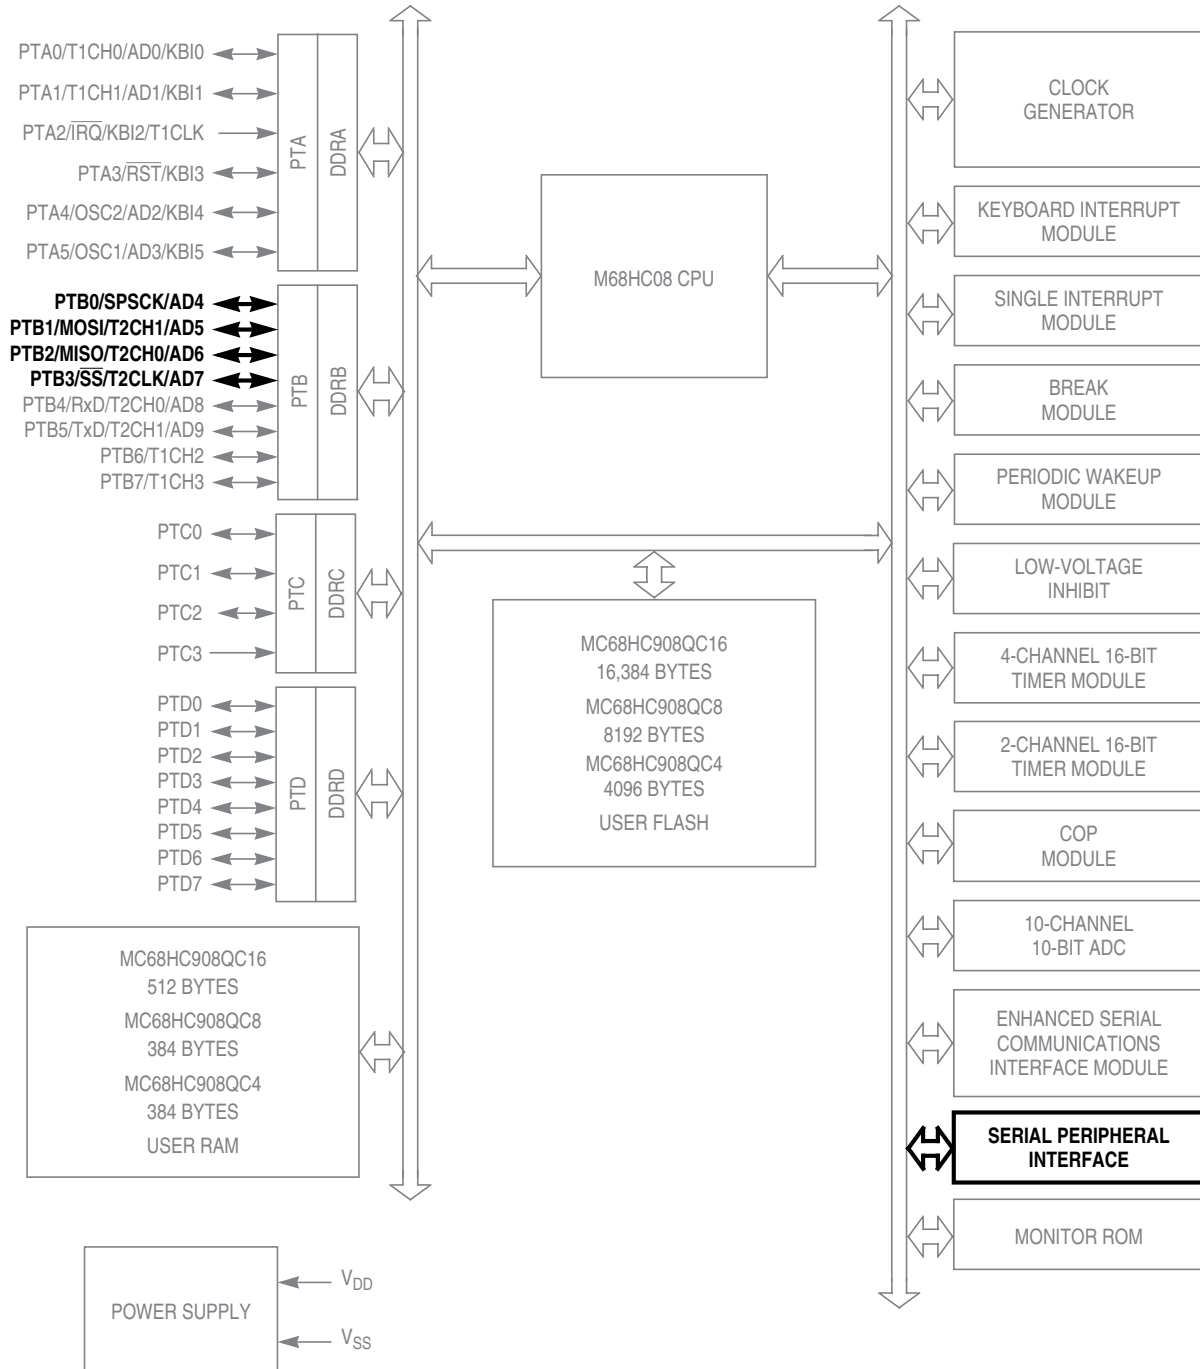 PTA0/T1CH0/AD0/KBI0
PTA1/T1CH1/AD1/KBI1
PTA2/IRQ/KBI2/T1CLK
PTA3/RST/KBI3
PTA4/OSC2/AD2/KBI4
PTA5/OSC1/AD3/KBI5
PTA
DDRA
PTB0/SPSCK/AD4
PTB1/MOSI/T2CH1/AD5
PTB2/MISO/T2CH0/AD6
PTB3/SS/T2CLK/AD7
PTB4/RxD/T2CH0/AD8
PTB5/TxD/T2CH1/AD9
PTB6/T1CH2
PTB7/T1CH3
PTB
DDRB
PTC0
PTC1
PTC2
PTC3
PTC
DDRC
PTD0
PTD1
PTD2
PTD3
PTD4
PTD5
PTD6
PTD7
PTD
DDRD
MC68HC908QC16
512 BYTES
MC68HC908QC8
384 BYTES
MC68HC908QC4
384 BYTES
USER RAM
POWER SUPPLY
VDD
VSS
M68HC08 CPU
MC68HC908QC16
16,384 BYTES
MC68HC908QC8
8192 BYTES
MC68HC908QC4
4096 BYTES
USER FLASH
CLOCK
GENERATOR
KEYBOARD INTERRUPT
MODULE
SINGLE INTERRUPT
MODULE
BREAK
MODULE
PERIODIC WAKEUP
MODULE
LOW-VOLTAGE
INHIBIT
4-CHANNEL 16-BIT
TIMER MODULE
2-CHANNEL 16-BIT
TIMER MODULE
COP
MODULE
10-CHANNEL
10-BIT ADC
ENHANCED SERIAL
COMMUNICATIONS
INTERFACE MODULE
SERIAL PERIPHERAL
INTERFACE
MONITOR ROM